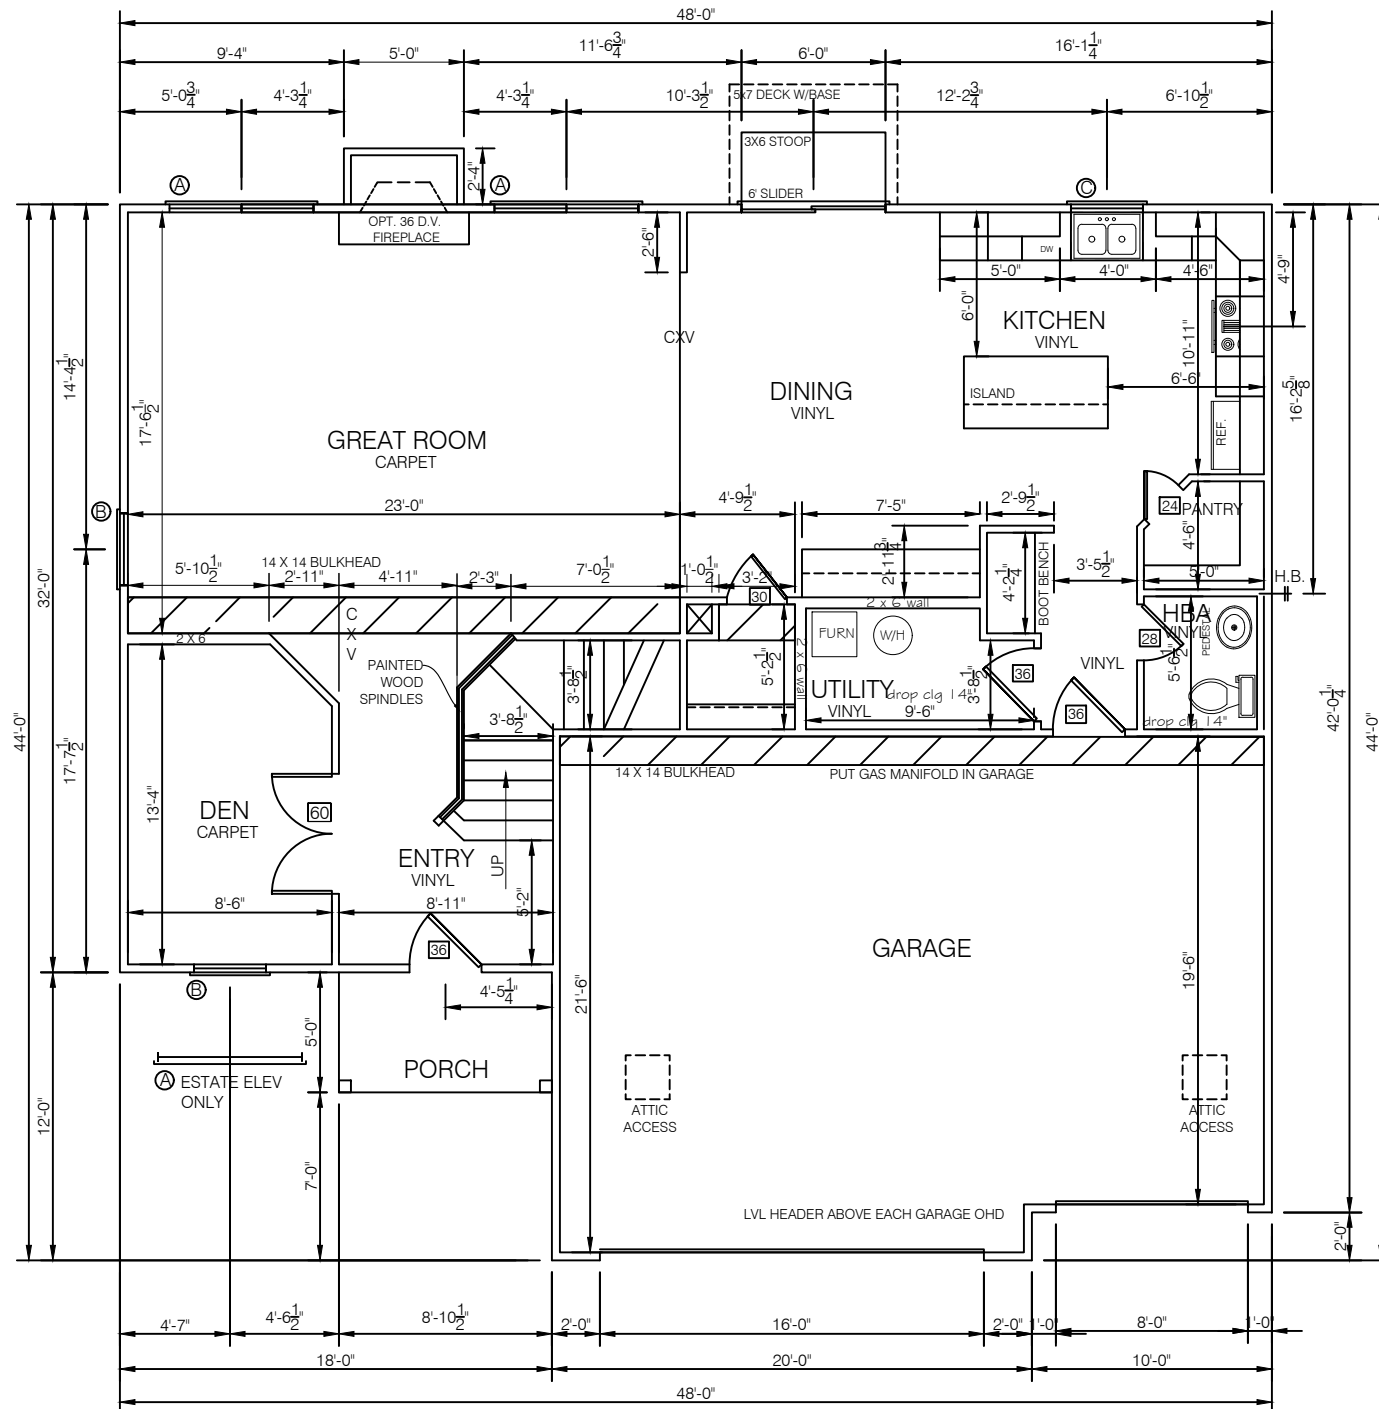 48'-0"
9'-4"
5'-0"
11'-6 3/4"
6'-0"
16'-1 1/4"
5'-0 3/4"
4'-3 1/4"
4'-3 1/4"
10'-3 1/2"
5x7 DECK W/BASE
12'-2 3/4"
6'-10 1/2"
3X6 STOOP
2'-4"
A
A
C
6' SLIDER
OPT. 36 D.V.
FIREPLACE
2'-6"
DW
5'-0"
4'-0"
4'-6"
4'-9"
6'-0"
KITCHEN
VINYL
10'-11"
CXV
14'-4 1/2"
17'-6 1/2"
DINING
VINYL
ISLAND
6'-6"
16'-2 5/8"
GREAT ROOM
CARPET
REF.
B
23'-0"
4'-9 1/2"
7'-5"
2'-9 1/2"
24
PANTRY
4'-6"
14 X 14 BULKHEAD
5'-10 1/2"
2'-11"
4'-11"
2'-3"
7'-0 1/2"
1'-0 1/2"
3'-2"
2'-11 3/4"
4'-2 1/4"
BOOT BENCH
3'-5 1/2"
5'-0"
H.B.
32'-0"
30
2 x 6 wall
C
X
V
2 X 6
FURN
W/H
HBA
VINYL
PEDESTAL
28
5'-6 1/2"
PAINTED
WOOD
SPINDLES
3'-8 1/2"
5'-2 1/2"
2 x 6 wall
UTILITY
VINYL
drop clg 14"
9'-6"
3'-8 1/2"
36
VINYL
36
drop clg 14"
3'-8 1/2"
44'-0"
17'-7 1/2"
42'-0 1/4"
44'-0"
14 X 14 BULKHEAD
PUT GAS MANIFOLD IN GARAGE
13'-4"
DEN
CARPET
60
ENTRY
VINYL
UP
8'-6"
8'-11"
5'-2"
36
GARAGE
B
4'-5 1/4"
21'-6"
19'-6"
5'-0"
PORCH
A ESTATE ELEV
ONLY
ATTIC
ACCESS
ATTIC
ACCESS
12'-0"
7'-0"
LVL HEADER ABOVE EACH GARAGE OHD
2'-0"
4'-7"
4'-6 1/2"
8'-10 1/2"
2'-0"
16'-0"
2'-0"
1'-0"
8'-0"
1'-0"
18'-0"
20'-0"
10'-0"
48'-0"